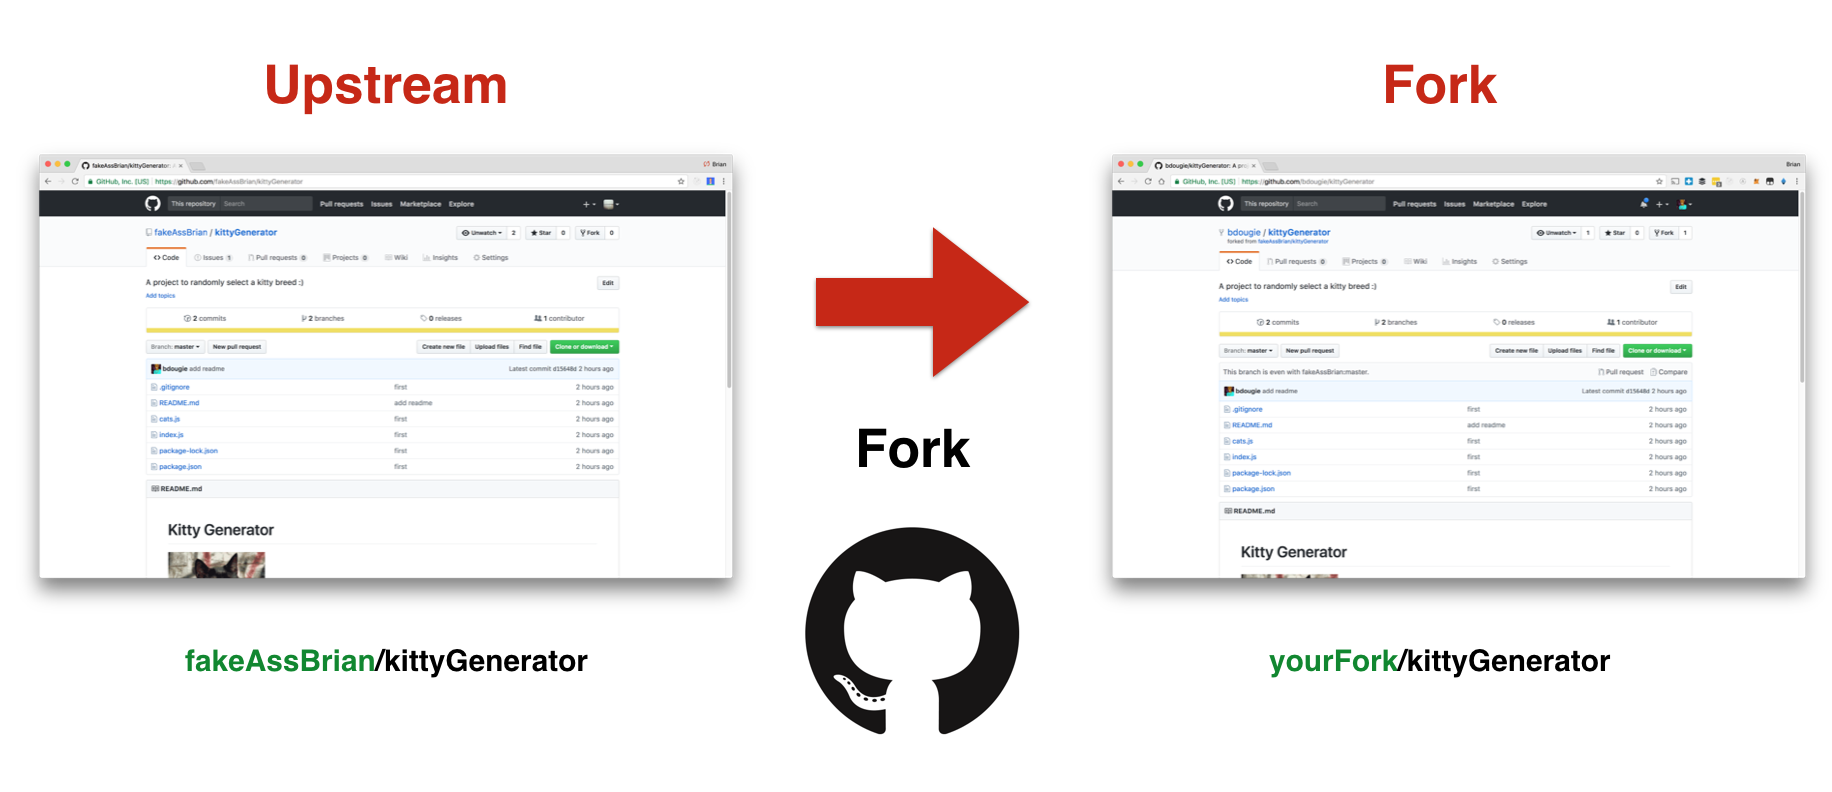 Upstream
Fork
fakeAssBrian/kittyGenerator:
Brian
GitHub, Inc. [US] https://github.com/fakeAssBrian/kittyGenerator
This repository Search Pull requests Issues Marketplace Explore
fakeAssBrian / kittyGenerator Unwatch 2 Star 0 Fork 0
Code Issues 1 Pull requests 0 Projects 0 Wiki Insights Settings
A project to randomly select a kitty breed :) Edit
Add topics
2 commits 2 branches 0 releases 1 contributor
Branch: master New pull request Create new file Upload files Find file Clone or download
bdougie add readme Latest commit d15648d 2 hours ago
.gitignore first 2 hours ago
README.md add readme 2 hours ago
cats.js first 2 hours ago
index.js first 2 hours ago
package-lock.json first 2 hours ago
package.json first 2 hours ago
README.md
Kitty Generator
fakeAssBrian/kittyGenerator
Fork
bdougie/kittyGenerator: A proj
Brian
GitHub, Inc. [US] https://github.com/bdougie/kittyGenerator
This repository Search Pull requests Issues Marketplace Explore
bdougie / kittyGenerator Unwatch 1 Star 0 Fork 1
forked from fakeAssBrian/kittyGenerator
Code Pull requests 0 Projects 0 Wiki Insights Settings
A project to randomly select a kitty breed :) Edit
Add topics
2 commits 2 branches 0 releases 1 contributor
Branch: master New pull request Create new file Upload files Find file Clone or download
This branch is even with fakeAssBrian:master. Pull request Compare
bdougie add readme Latest commit d15648d 2 hours ago
.gitignore first 2 hours ago
README.md add readme 2 hours ago
cats.js first 2 hours ago
index.js first 2 hours ago
package-lock.json first 2 hours ago
package.json first 2 hours ago
README.md
Kitty Generator
yourFork/kittyGenerator